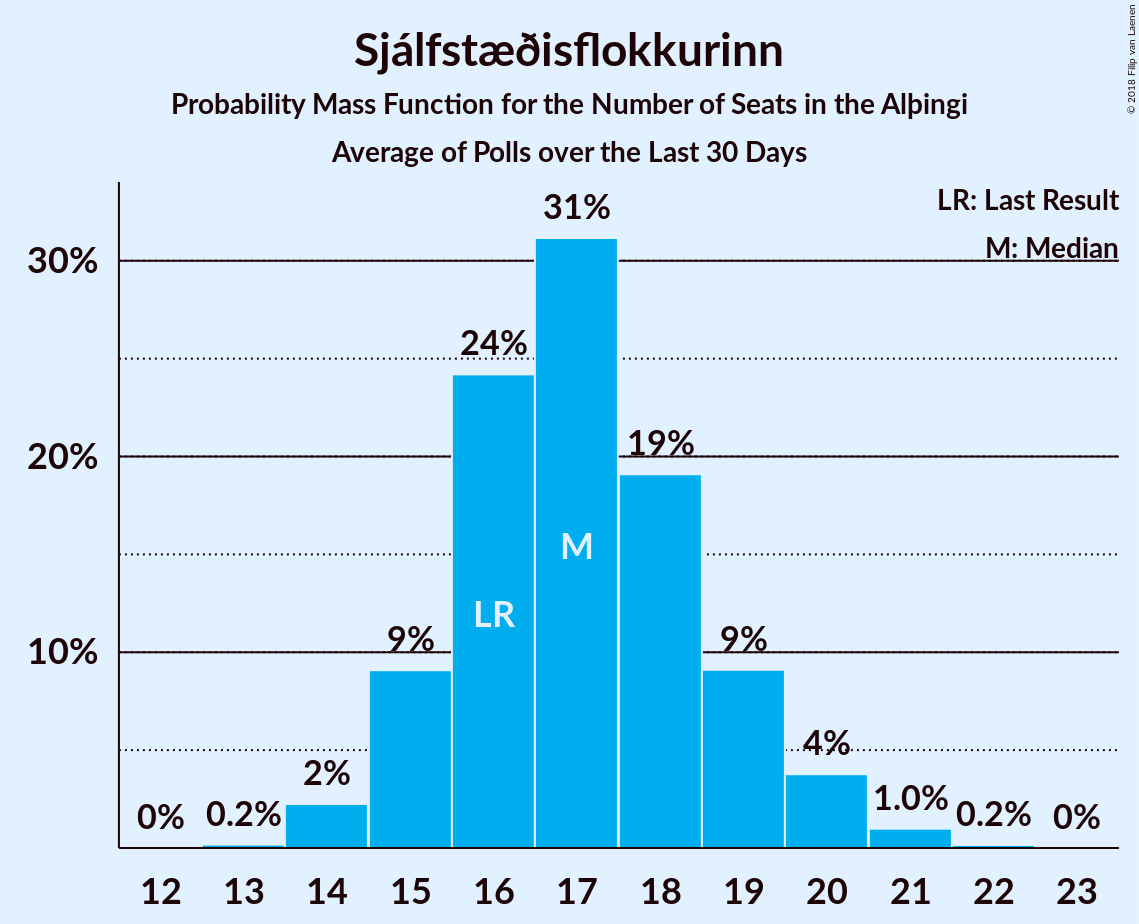 Sjálfstæðisflokkurinn
Probability Mass Function for the Number of Seats in the Alþingi
Average of Polls over the Last 30 Days
© 2018 Filip van Laenen
LR: Last Result
M: Median
30%
20%
10%
0%
0.2%
2%
9%
24%
31%
19%
9%
4%
1.0%
0.2%
0%
LR
M
12 13 14 15 16 17 18 19 20 21 22 23